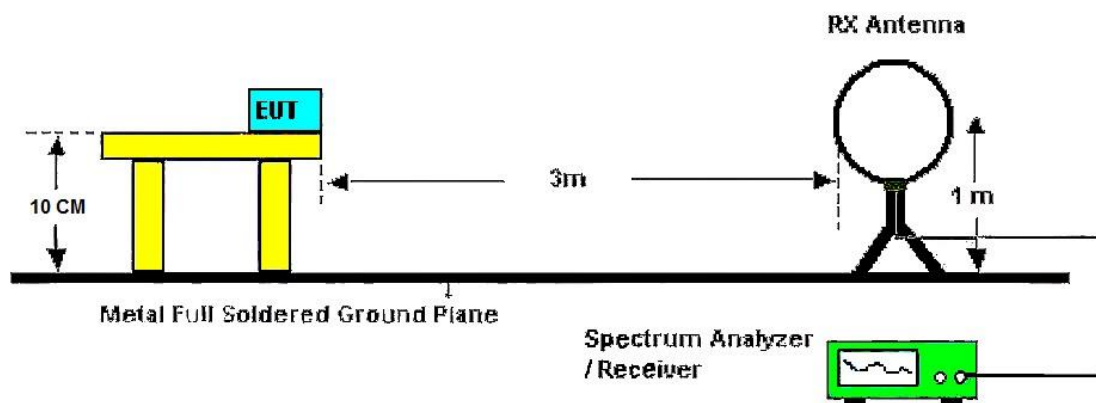 RX Antenna
EUT
3m
10 CM
1 m
Metal Full Soldered Ground Plane
Spectrum Analyzer
/ Receiver